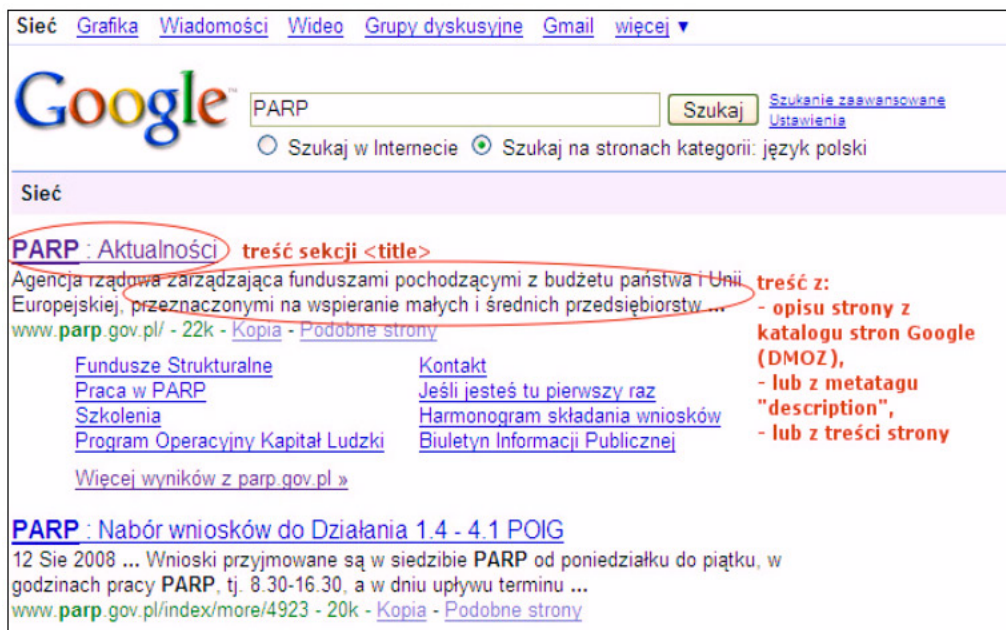 Sieć Grafika Wiadomości Wideo Grupy dyskusyjne Gmail więcej ▼
Google™ PARP Szukaj Szukanie zaawansowane
Ustawienia
Szukaj w Internecie Szukaj na stronach kategorii: język polski
Sieć
PARP : Aktualności treść sekcji <title>
Agencja rządowa zarządzająca funduszami pochodzącymi z budżetu państwa i Unii
Europejskiej, przeznaczonymi na wspieranie małych i średnich przedsiębiorstw ...
www.parp.gov.pl/ - 22k - Kopia - Podobne strony
treść z:
- opisu strony z
katalogu stron Google
(DMOZ),
- lub z metatagu
"description",
- lub z treści strony
Fundusze Strukturalne Kontakt
Praca w PARP Jeśli jesteś tu pierwszy raz
Szkolenia Harmonogram składania wniosków
Program Operacyjny Kapitał Ludzki Biuletyn Informacji Publicznej
Więcej wyników z parp.gov.pl »
PARP : Nabór wniosków do Działania 1.4 - 4.1 POIG
12 Sie 2008 ... Wnioski przyjmowane są w siedzibie PARP od poniedziałku do piątku, w
godzinach pracy PARP, tj. 8.30-16.30, a w dniu upływu terminu ...
www.parp.gov.pl/index/more/4923 - 20k - Kopia - Podobne strony